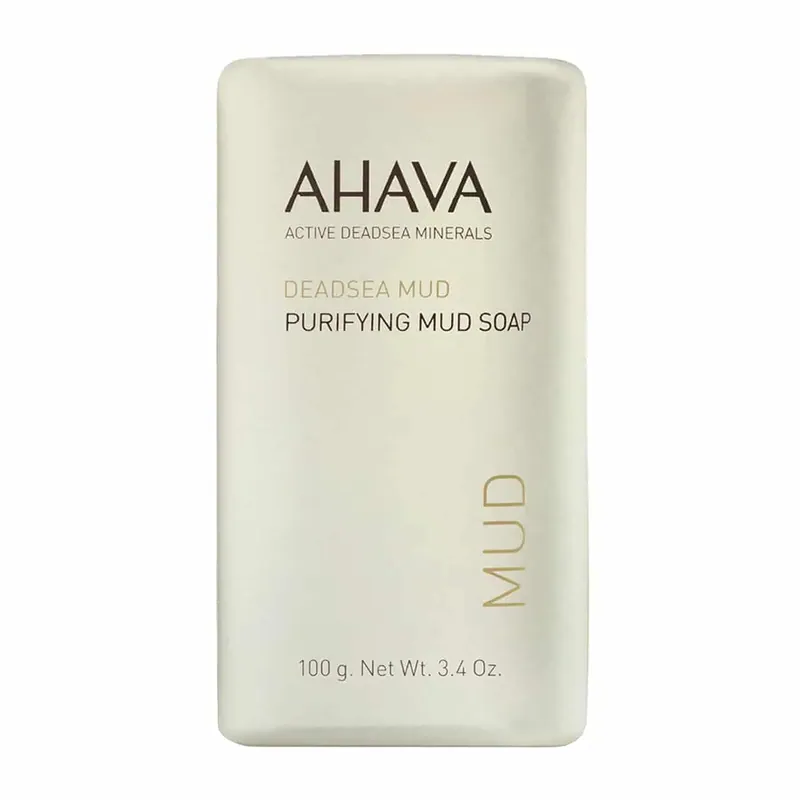 AHAVA
ACTIVE DEADSEA MINERALS
DEADSEA MUD
PURIFYING MUD SOAP
MUD
100 g. Net Wt. 3.4 Oz.